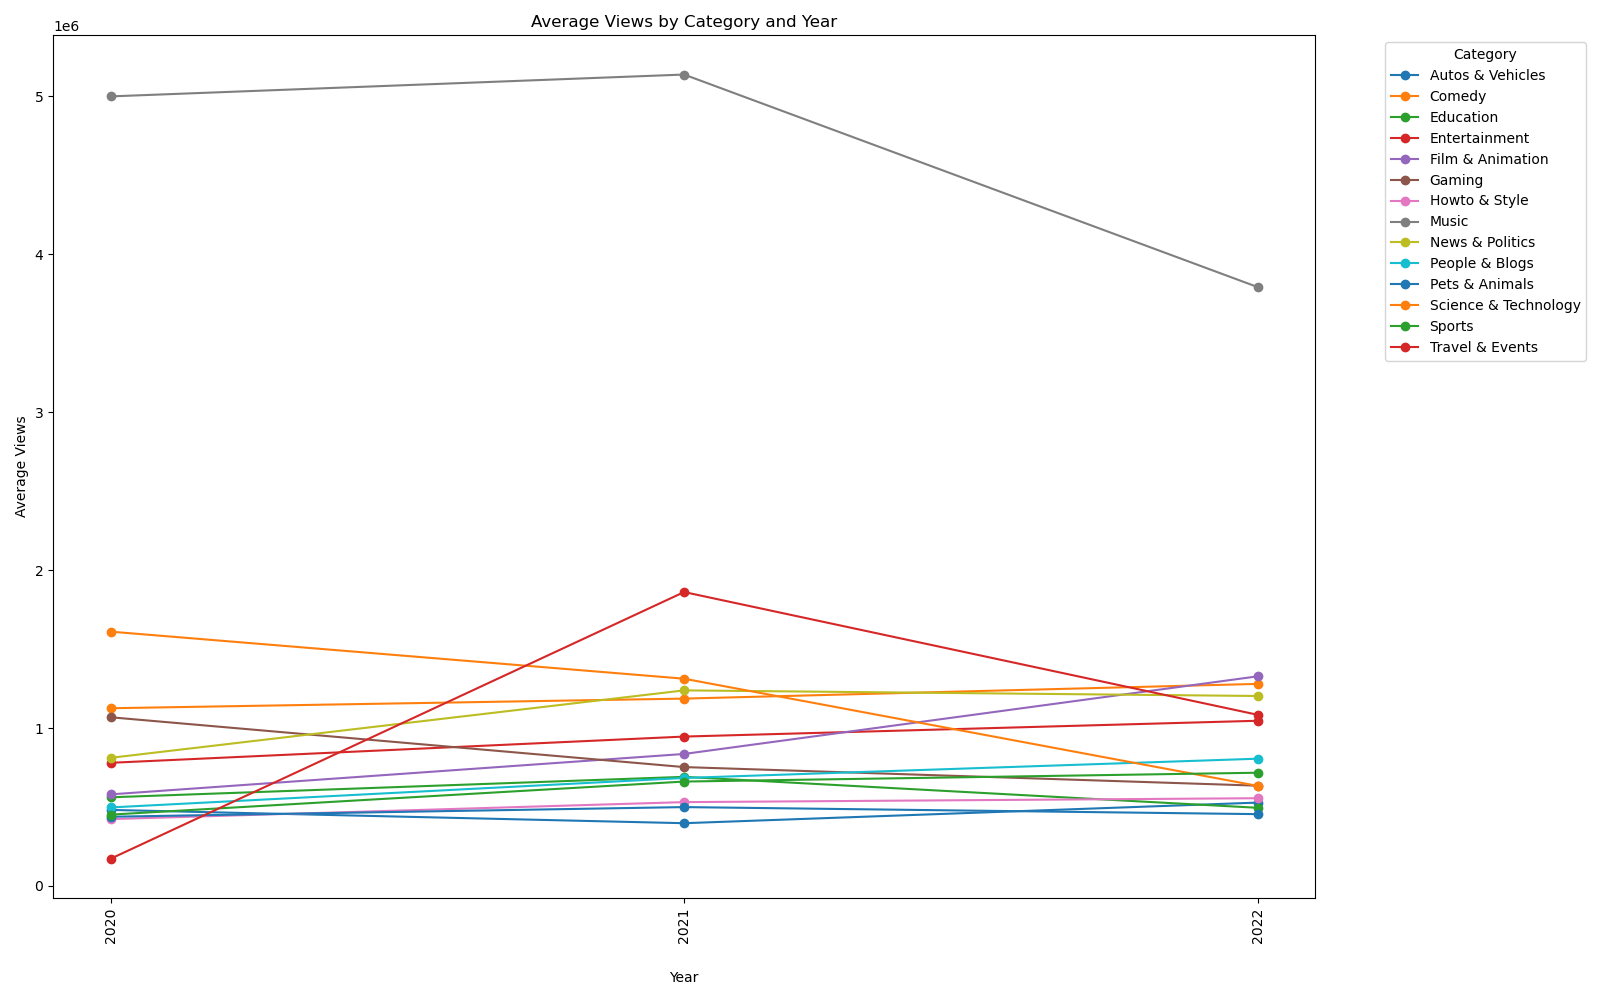 Average Views by Category and Year
1e6
5
4
3
2
1
0
Average Views
2020
2021
2022
Year
Category
Autos & Vehicles
Comedy
Education
Entertainment
Film & Animation
Gaming
Howto & Style
Music
News & Politics
People & Blogs
Pets & Animals
Science & Technology
Sports
Travel & Events